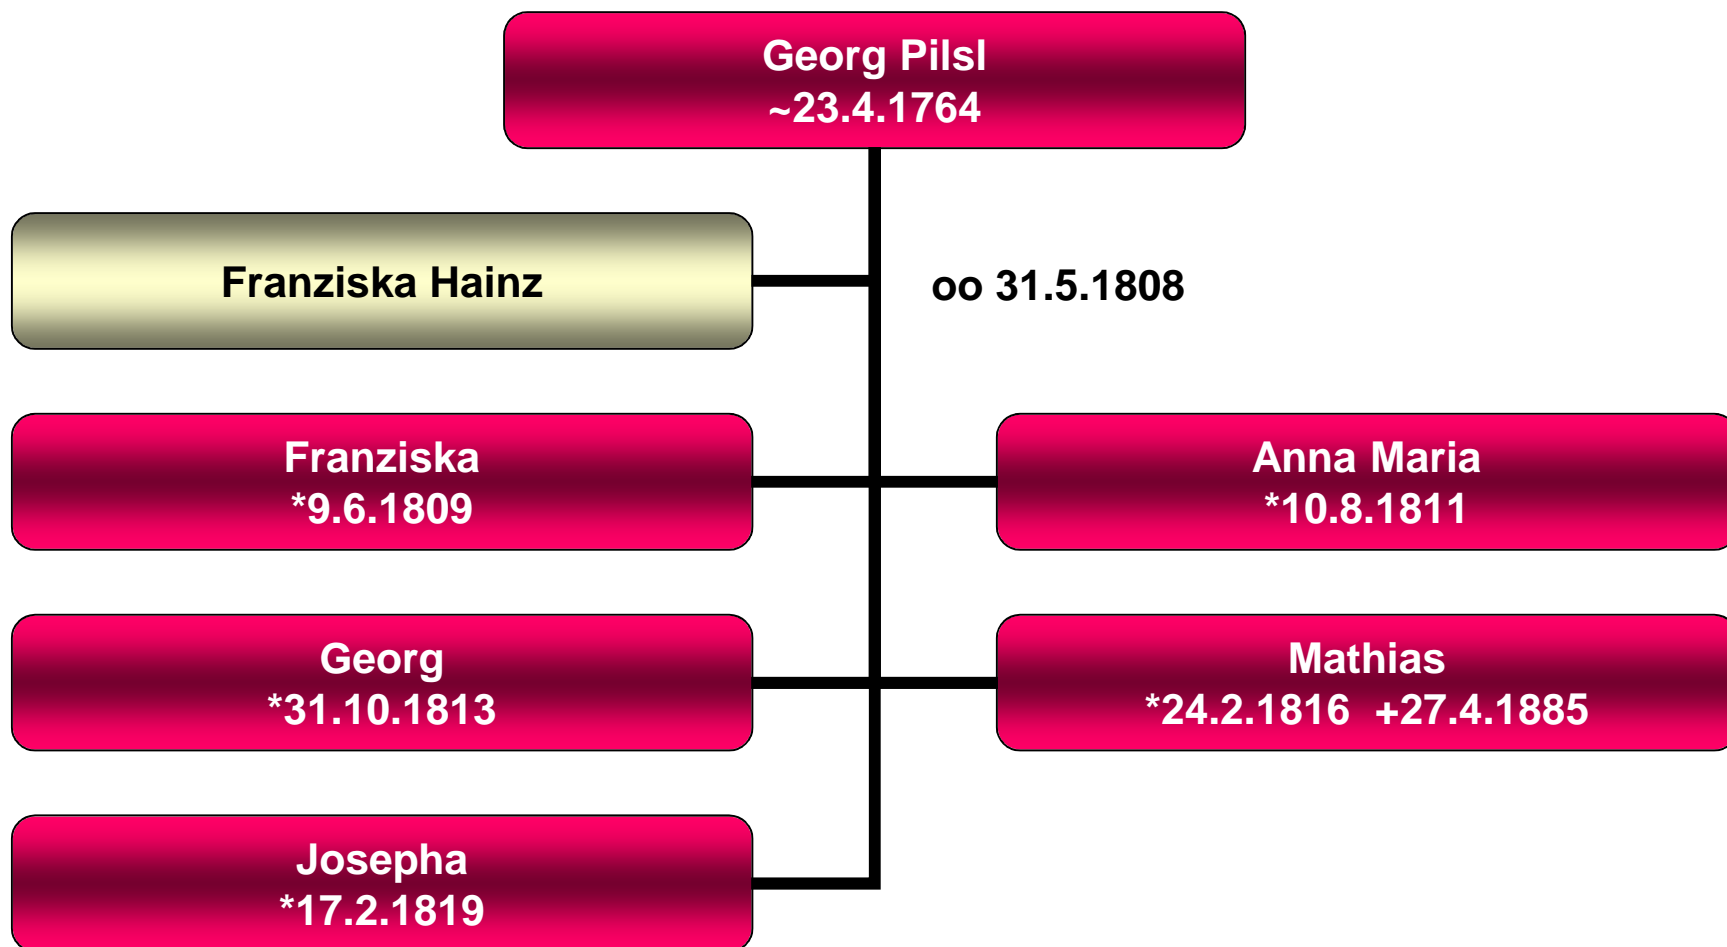 Georg Pilsl
~23.4.1764
Franziska Hainz
oo 31.5.1808
Franziska
*9.6.1809
Anna Maria
*10.8.1811
Georg
*31.10.1813
Mathias
*24.2.1816  +27.4.1885
Josepha
*17.2.1819